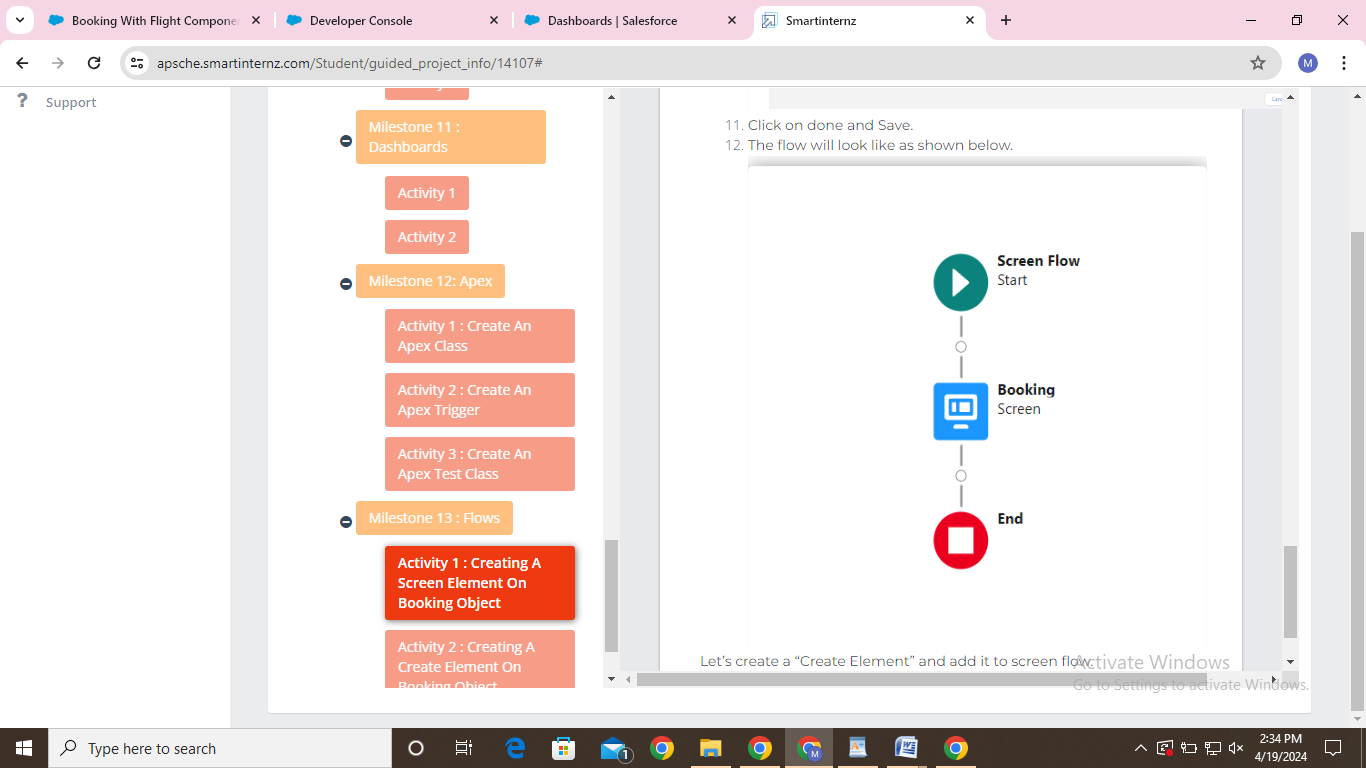 Booking With Flight Compone
Developer Console
Dashboards | Salesforce
Smartinternz
apsche.smartinternz.com/Student/guided_project_info/14107#
M
? Support
Milestone 11 :
Dashboards
Activity 1
Activity 2
Milestone 12: Apex
Activity 1 : Create An
Apex Class
Activity 2 : Create An
Apex Trigger
Activity 3 : Create An
Apex Test Class
Milestone 13 : Flows
Activity 1 : Creating A
Screen Element On
Booking Object
Activity 2 : Creating A
Create Element On
Booking Object
11. Click on done and Save.
12. The flow will look like as shown below.
Screen Flow
Start
Booking
Screen
End
Let's create a “Create Element” and add it to screen flow.
Activate Windows
Go to Settings to activate Windows.
Type here to search
1
M
2:34 PM
4/19/2024